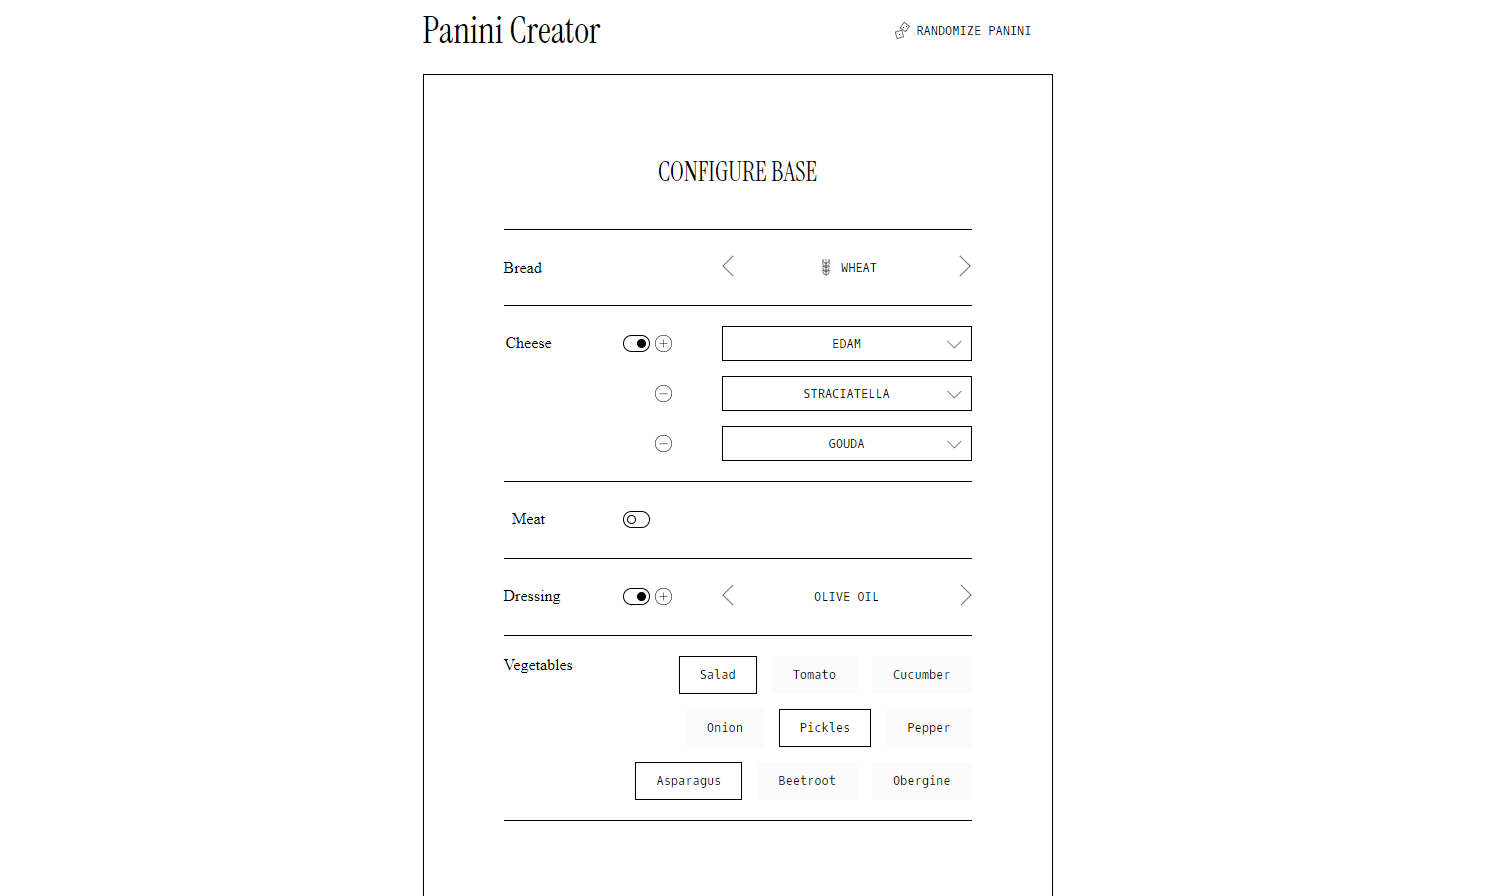 Panini Creator
RANDOMIZE PANINI
CONFIGURE BASE
Bread
WHEAT
Cheese
EDAM
STRACIATELLA
GOUDA
Meat
Dressing
OLIVE OIL
Vegetables
Salad
Tomato
Cucumber
Onion
Pickles
Pepper
Asparagus
Beetroot
Obergine